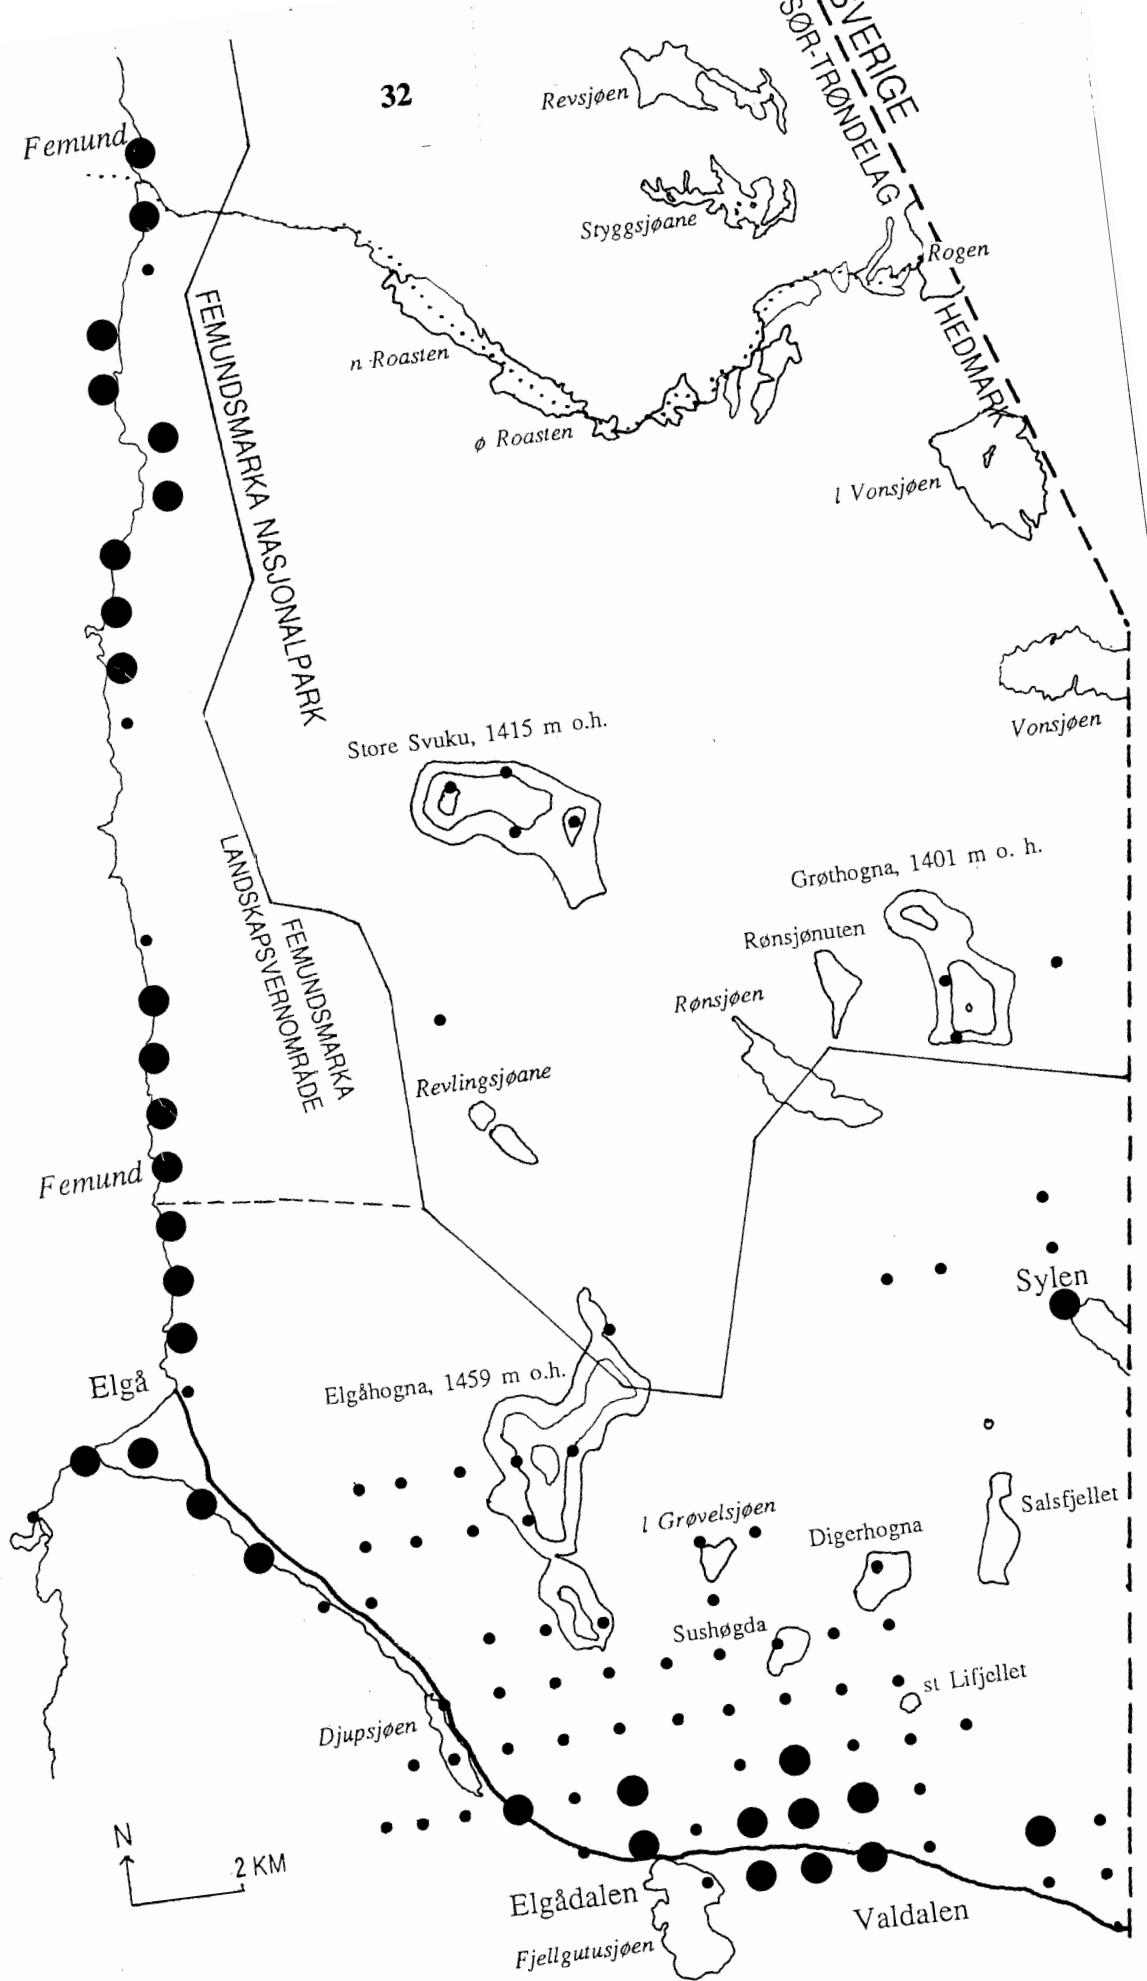 SVERIGE
SØR-TRØNDELAG
32
Revsjøen
Femund
Styggsjøane
Rogen
HEDMARK
FEMUNDSMARKA NASJONALPARK
n Roasten
ø Roasten
l Vonsjøen
Vonsjøen
Store Svuku, 1415 m o.h.
LANDSKAPSVERNOMRÅDE
FEMUNDSMARKA
Grøthogna, 1401 m o. h.
Rønsjønuten
Rønsjøen
Revlingsjøane
Femund
Sylen
Elgå
Elgåhogna, 1459 m o.h.
l Grøvelsjøen
Digerhogna
Salsfjellet
Sushøgda
st Lifjellet
Djupsjøen
N
2 KM
Elgådalen
Valdalen
Fjellgutusjøen